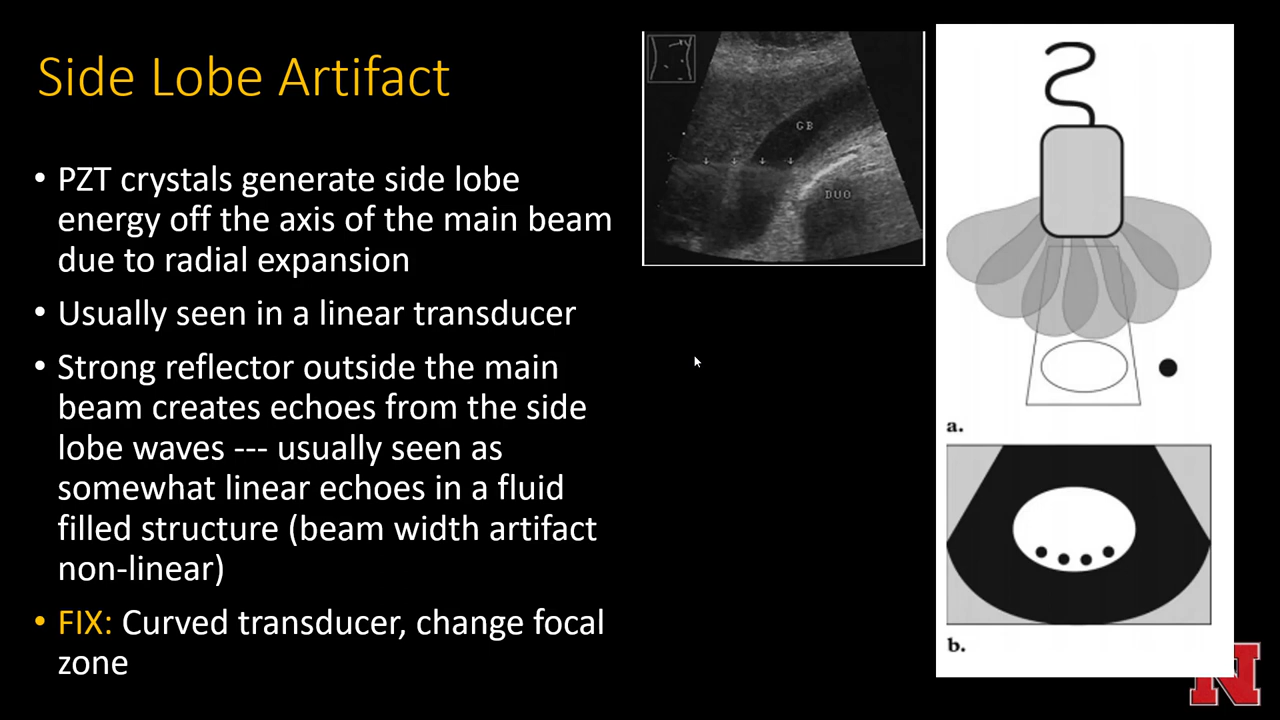 Side Lobe Artifact
• PZT crystals generate side lobe
energy off the axis of the main beam
due to radial expansion
• Usually seen in a linear transducer
• Strong reflector outside the main
beam creates echoes from the side
lobe waves --- usually seen as
somewhat linear echoes in a fluid
filled structure (beam width artifact
non-linear)
• FIX: Curved transducer, change focal
zone
GB
DUO
a.
b.
N